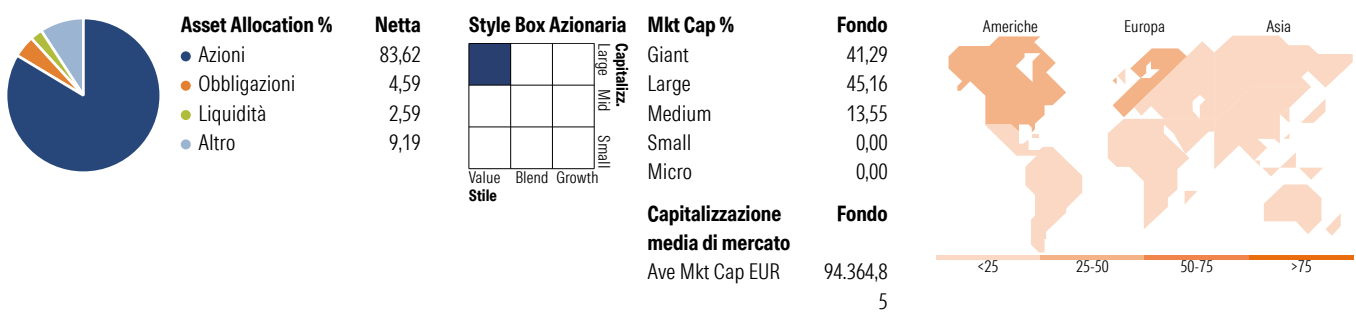 Asset Allocation % Netta
Azioni 83,62
Obbligazioni 4,59
Liquidità 2,59
Altro 9,19
Style Box Azionaria
Capitalizz.
Large
Mid
Small
Value Blend Growth
Stile
Mkt Cap % Fondo
Giant 41,29
Large 45,16
Medium 13,55
Small 0,00
Micro 0,00
Capitalizzazione Fondo
media di mercato
Ave Mkt Cap EUR 94.364,8
5
Americhe Europa Asia
<25 25-50 50-75 >75